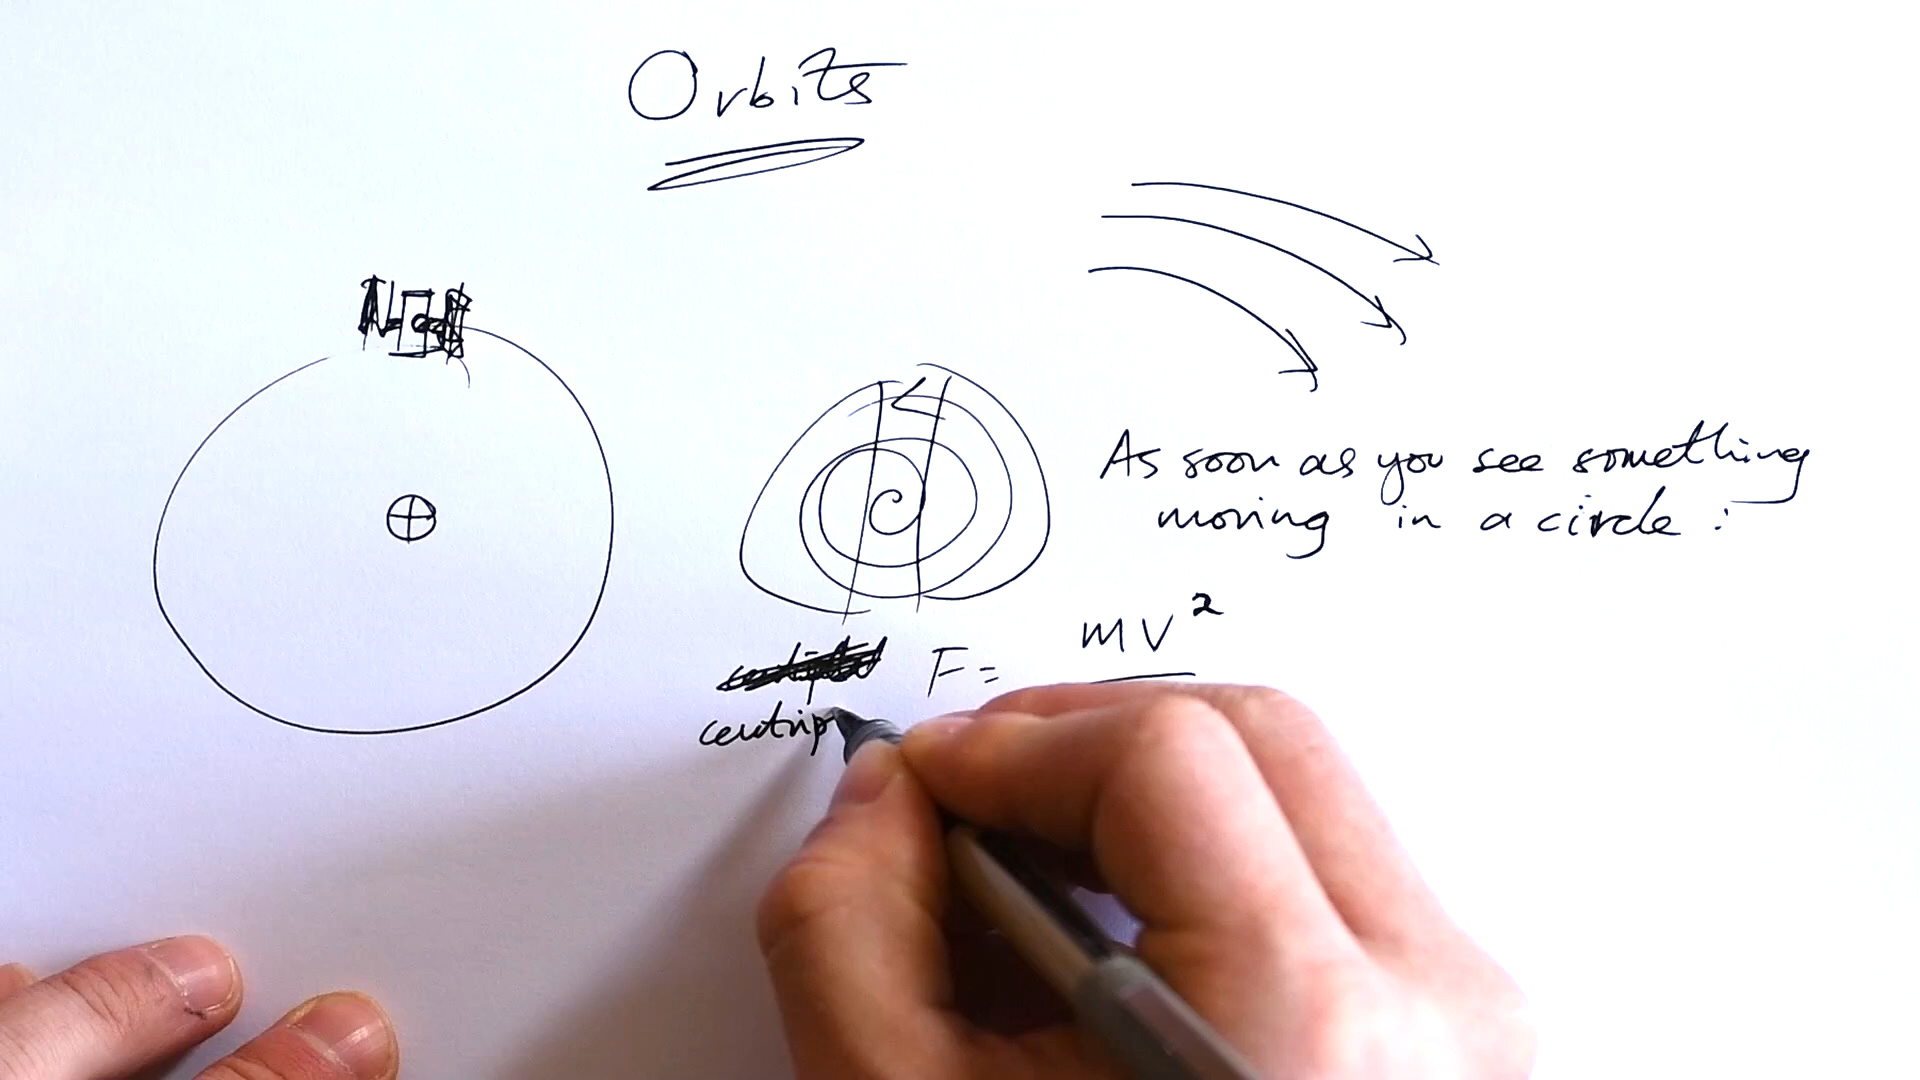 Orbits
As soon as you see something
moving in a circle :
mv²
F =
centrip